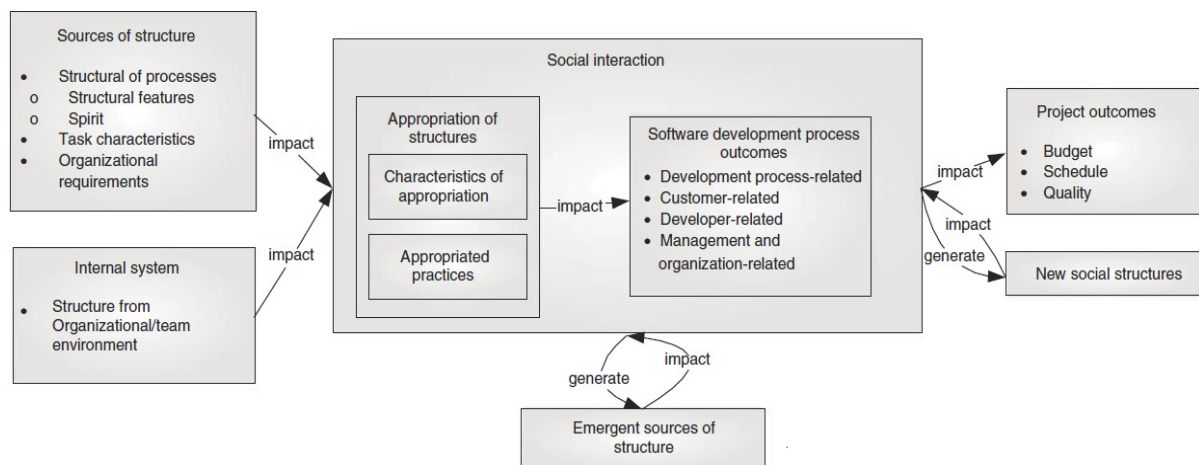 Sources of structure
• Structural of processes
o Structural features
o Spirit
• Task characteristics
• Organizational
requirements
impact
Internal system
• Structure from
Organizational/team
environment
impact
Social interaction
Appropriation of
structures
Characteristics of
appropriation
Appropriated
practices
impact
Software development process
outcomes
• Development process-related
• Customer-related
• Developer-related
• Management and
organization-related
generate
impact
Emergent sources of
structure
impact
Project outcomes
• Budget
• Schedule
• Quality
impact
generate
New social structures